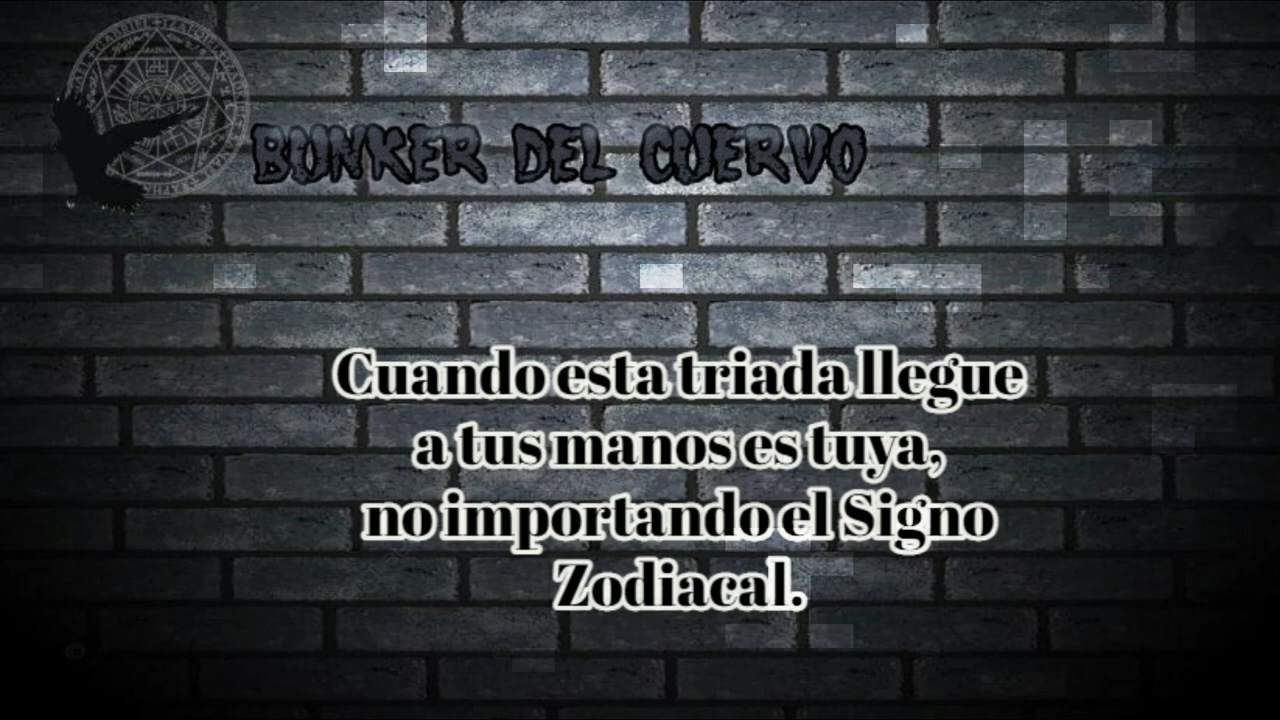 BUNKER DEL CUERVO
Cuando esta triada llegue
a tus manos es tuya,
no importando el Signo
Zodiacal.